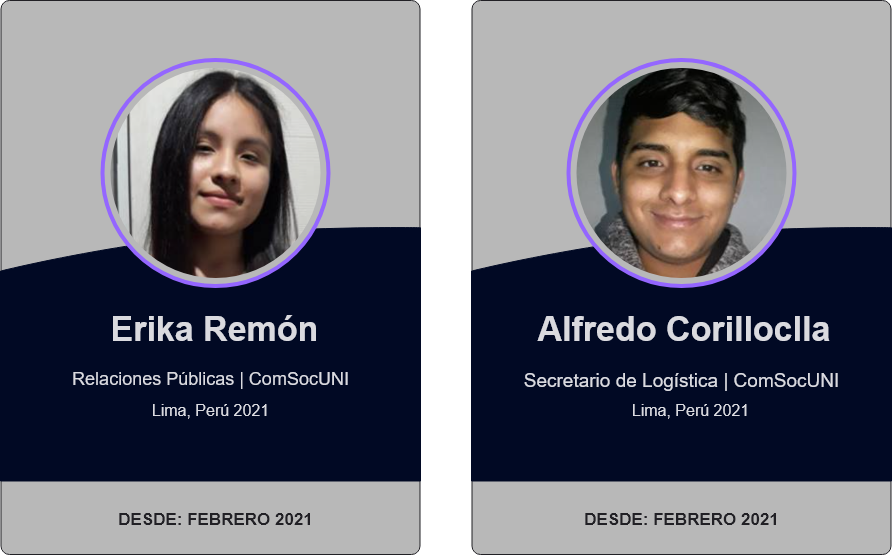 Erika Remón
Relaciones Públicas | ComSocUNI
Lima, Perú 2021
DESDE: FEBRERO 2021
Alfredo Corilloclla
Secretario de Logística | ComSocUNI
Lima, Perú 2021
DESDE: FEBRERO 2021